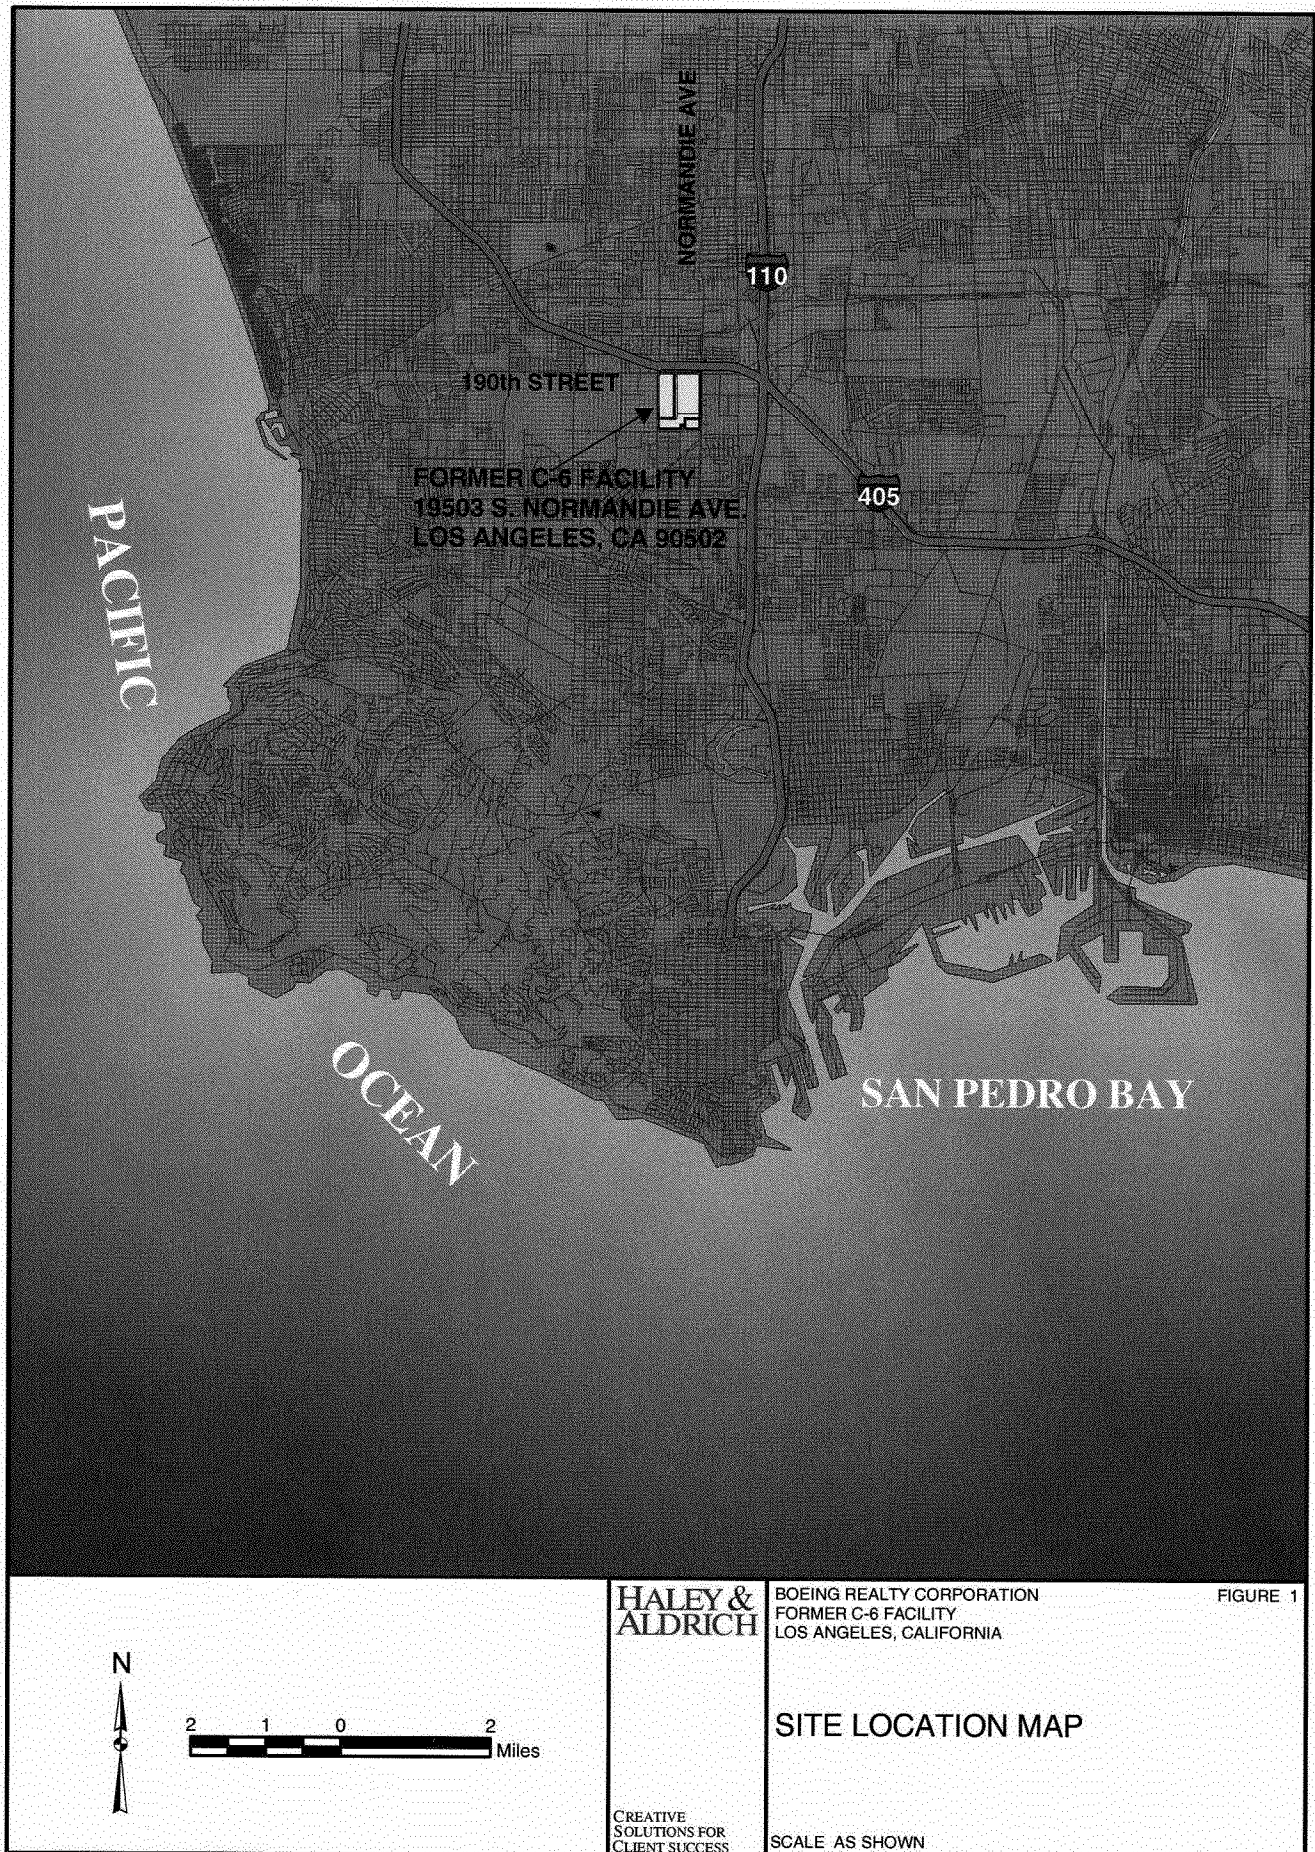 NORMANDIE AVE
110
190th STREET
FORMER C-6 FACILITY
19503 S. NORMANDIE AVE.
LOS ANGELES, CA 90502
405
PACIFIC
OCEAN
SAN PEDRO BAY
N
2 1 0 2
Miles
HALEY &
ALDRICH
CREATIVE
SOLUTIONS FOR
CLIENT SUCCESS
BOEING REALTY CORPORATION
FORMER C-6 FACILITY
LOS ANGELES, CALIFORNIA
FIGURE 1
SITE LOCATION MAP
SCALE AS SHOWN